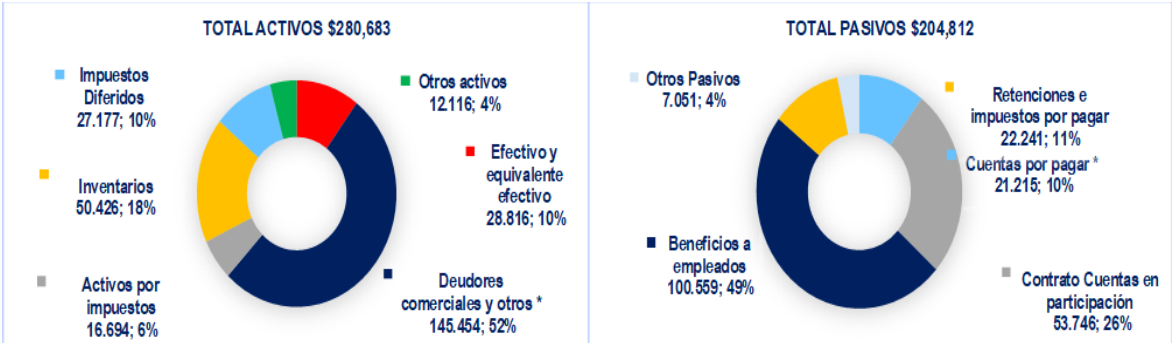 TOTAL ACTIVOS $280,683
Impuestos
Diferidos
27.177; 10%
Otros activos
12.116; 4%
Efectivo y
equivalente
efectivo
28.816; 10%
Inventarios
50.426; 18%
Activos por
impuestos
16.694; 6%
Deudores
comerciales y otros *
145.454; 52%
TOTAL PASIVOS $204,812
Otros Pasivos
7.051; 4%
Retenciones e
impuestos por pagar
22.241; 11%
Cuentas por pagar *
21.215; 10%
Beneficios a
empleados
100.559; 49%
Contrato Cuentas en
participación
53.746; 26%